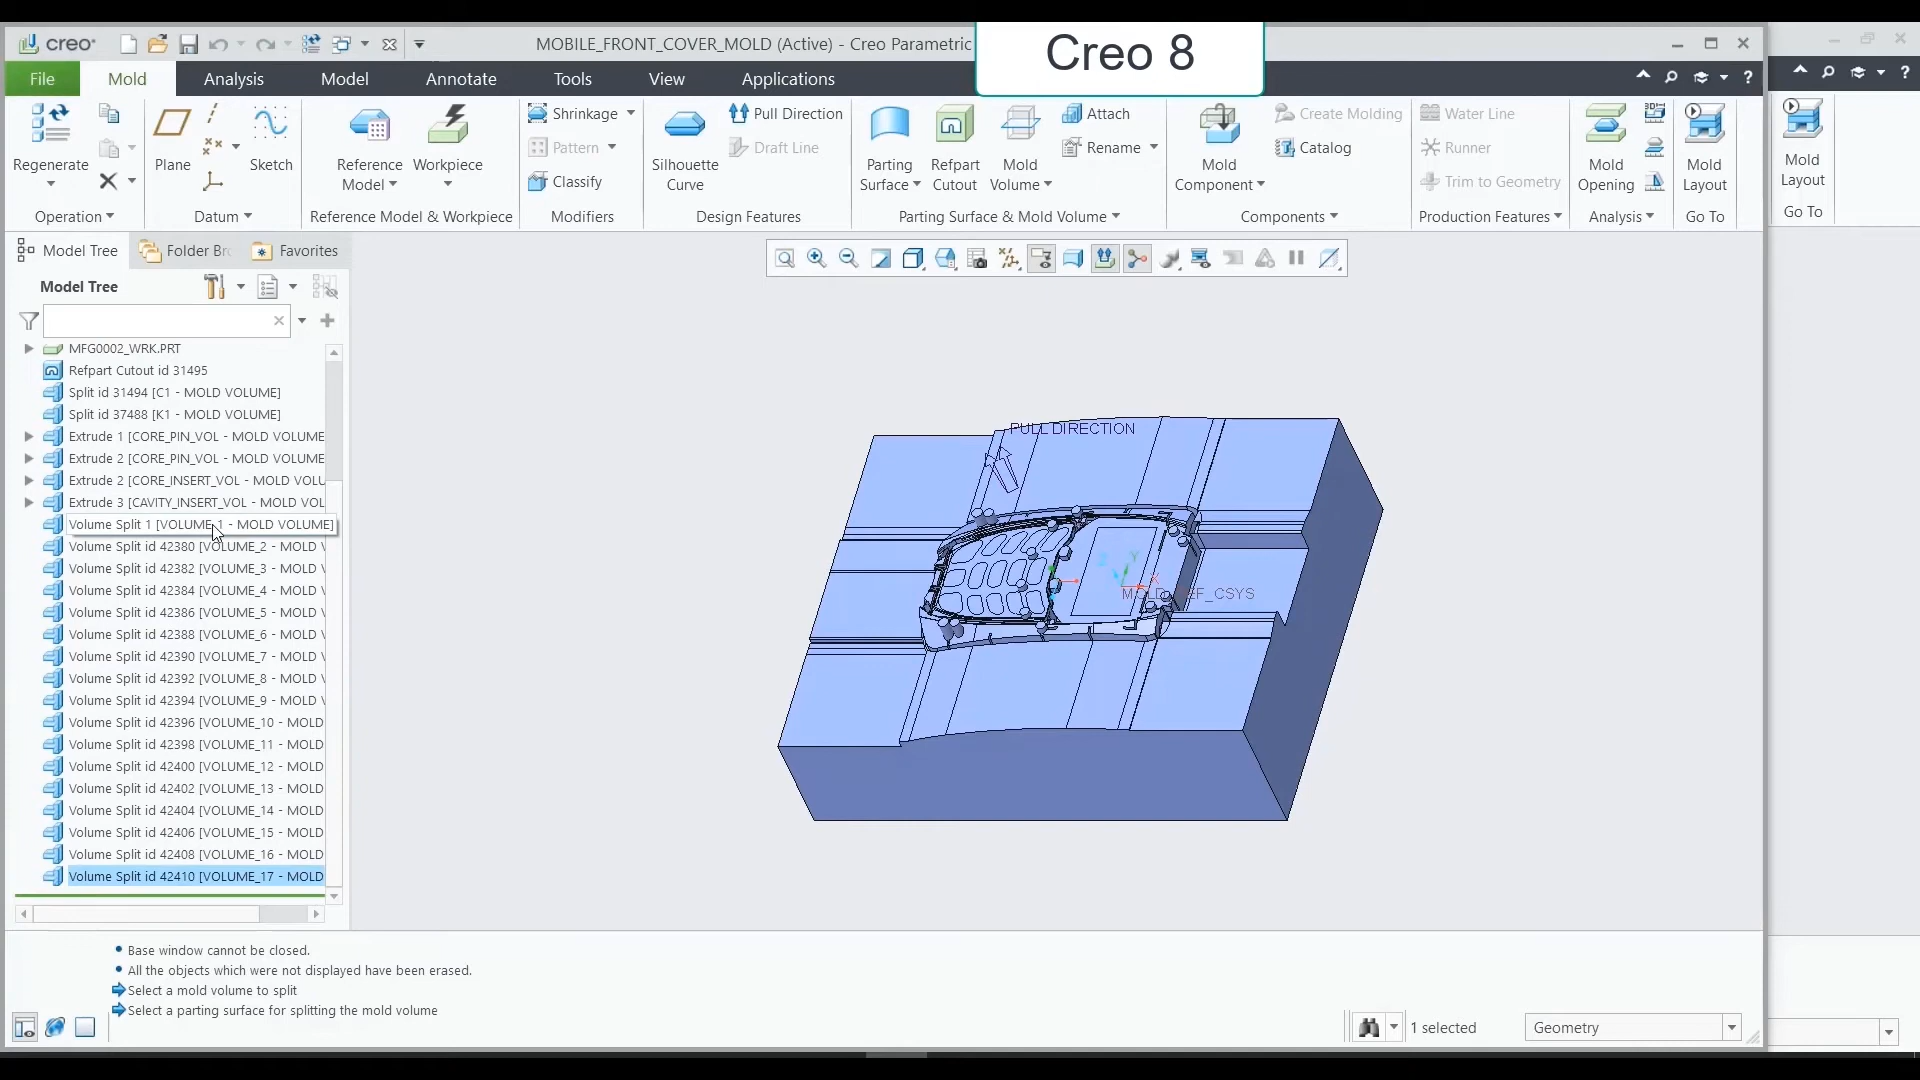 creo
MOBILE_FRONT_COVER_MOLD (Active) - Creo Parametric
Creo 8
File
Mold
Analysis
Model
Annotate
Tools
View
Applications
Regenerate
Operation
Plane
Sketch
Datum
Reference Model
Workpiece
Reference Model & Workpiece
Shrinkage
Pattern
Classify
Modifiers
Silhouette Curve
Pull Direction
Draft Line
Design Features
Parting Surface
Refpart Cutout
Mold Volume
Attach
Rename
Parting Surface & Mold Volume
Mold Component
Create Molding
Catalog
Components
Water Line
Runner
Trim to Geometry
Production Features
Mold Opening
Analysis
Mold Layout
Go To
Mold Layout
Go To
Model Tree
Folder Br
Favorites
Model Tree
MFG0002_WRK.PRT
Refpart Cutout id 31495
Split id 31494 [C1 - MOLD VOLUME]
Split id 37488 [K1 - MOLD VOLUME]
Extrude 1 [CORE_PIN_VOL - MOLD VOLUME
Extrude 2 [CORE_PIN_VOL - MOLD VOLUME
Extrude 2 [CORE_INSERT_VOL - MOLD VOLU
Extrude 3 [CAVITY_INSERT_VOL - MOLD VOL
Volume Split 1 [VOLUME_1 - MOLD VOLUME]
Volume Split id 42380 [VOLUME_2 - MOLD V
Volume Split id 42382 [VOLUME_3 - MOLD V
Volume Split id 42384 [VOLUME_4 - MOLD V
Volume Split id 42386 [VOLUME_5 - MOLD V
Volume Split id 42388 [VOLUME_6 - MOLD V
Volume Split id 42390 [VOLUME_7 - MOLD V
Volume Split id 42392 [VOLUME_8 - MOLD V
Volume Split id 42394 [VOLUME_9 - MOLD V
Volume Split id 42396 [VOLUME_10 - MOLD
Volume Split id 42398 [VOLUME_11 - MOLD
Volume Split id 42400 [VOLUME_12 - MOLD
Volume Split id 42402 [VOLUME_13 - MOLD
Volume Split id 42404 [VOLUME_14 - MOLD
Volume Split id 42406 [VOLUME_15 - MOLD
Volume Split id 42408 [VOLUME_16 - MOLD
Volume Split id 42410 [VOLUME_17 - MOLD
PULL DIRECTION
Z
Y
X
Base window cannot be closed.
All the objects which were not displayed have been erased.
Select a mold volume to split
Select a parting surface for splitting the mold volume
1 selected
Geometry